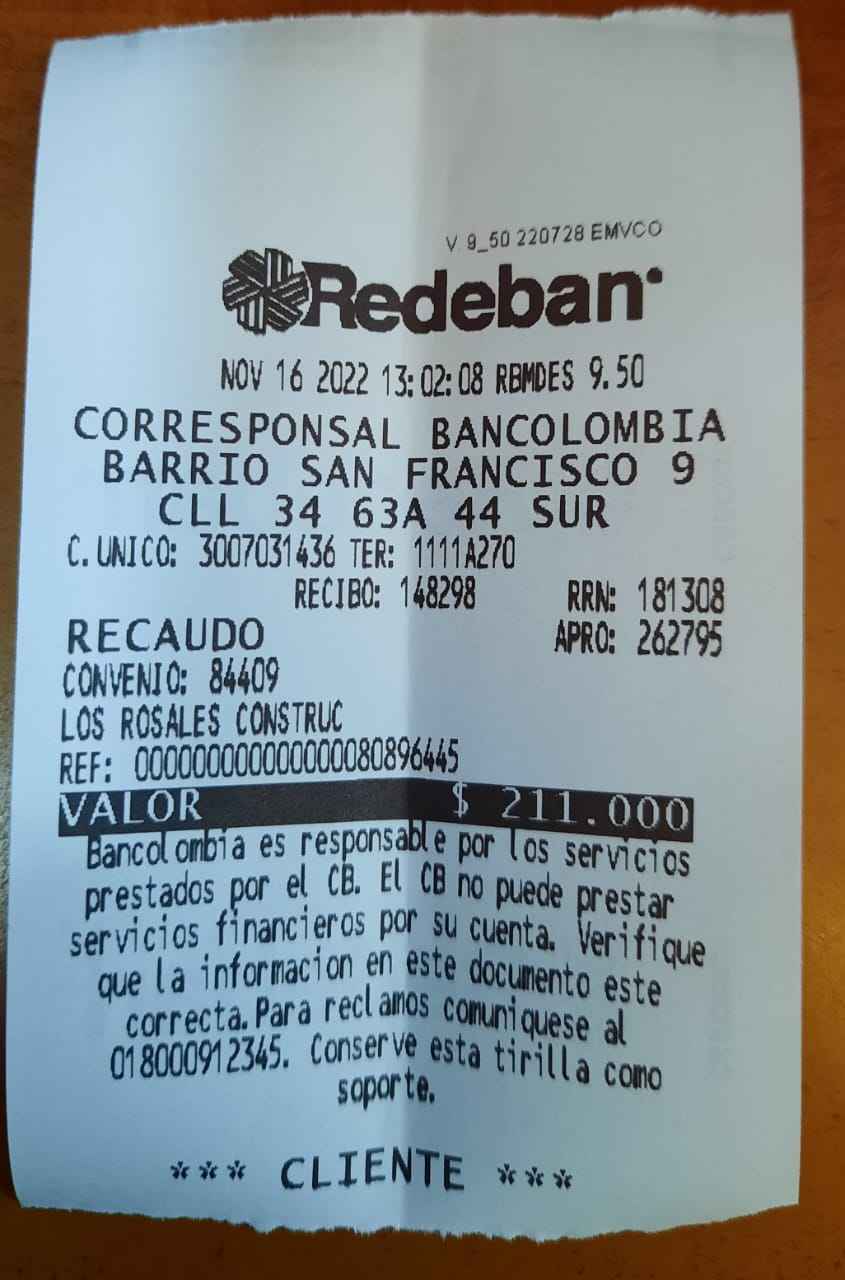 V 9_50 220728 EMVCO
Redeban
NOV 16 2022 13:02:08 RBMDES 9.50
CORRESPONSAL BANCOLOMBIA
BARRIO SAN FRANCISCO 9
CLL 34 63A 44 SUR
C. UNICO: 3007031436 TER: 1111A270
RECIBO: 148298 RRN: 181308
RECAUDO APRO: 262795
CONVENIO: 84409
LOS ROSALES CONSTRUC
REF: 000000000000000080896445
VALOR $ 211.000
Bancolombia es responsable por los servicios
prestados por el CB. El CB no puede prestar
servicios financieros por su cuenta. Verifique
que la informacion en este documento este
correcta. Para reclamos comuniquese al
018000912345. Conserve esta tirilla como
soporte.
*** CLIENTE ***